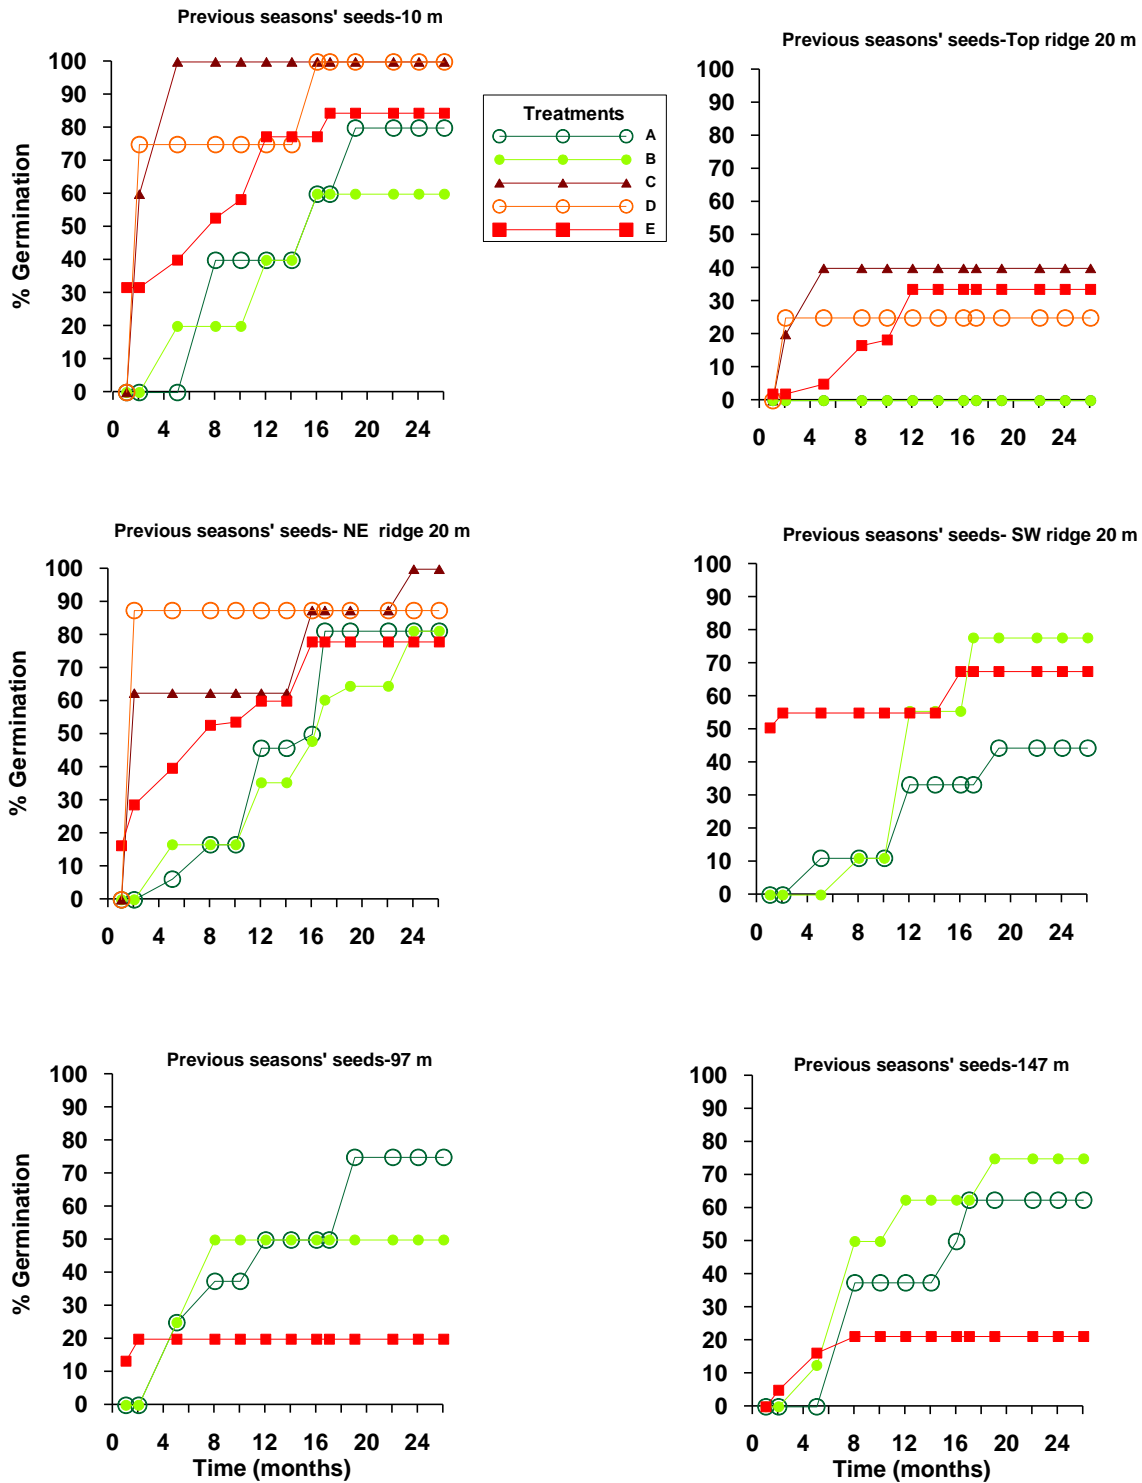 Previous seasons' seeds-10 m
% Germination
100
90
80
70
60
50
40
30
20
10
0
0 4 8 12 16 20 24
Treatments
A
B
C
D
E
Previous seasons' seeds-Top ridge 20 m
100
90
80
70
60
50
40
30
20
10
0
0 4 8 12 16 20 24
Previous seasons' seeds- NE ridge 20 m
% Germination
100
90
80
70
60
50
40
30
20
10
0
0 4 8 12 16 20 24
Previous seasons' seeds- SW ridge 20 m
100
90
80
70
60
50
40
30
20
10
0
0 4 8 12 16 20 24
Previous seasons' seeds-97 m
% Germination
100
90
80
70
60
50
40
30
20
10
0
0 4 8 12 16 20 24
Time (months)
Previous seasons' seeds-147 m
100
90
80
70
60
50
40
30
20
10
0
0 4 8 12 16 20 24
Time (months)